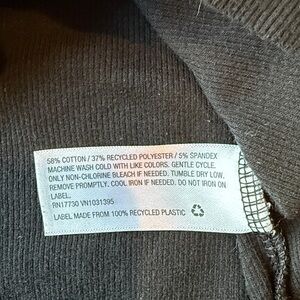 58% COTTON / 37% RECYCLED POLYESTER / 5% SPANDEX
MACHINE WASH COLD WITH LIKE COLORS. GENTLE CYCLE.
ONLY NON-CHLORINE BLEACH IF NEEDED. TUMBLE DRY LOW,
REMOVE PROMPTLY. COOL IRON IF NEEDED. DO NOT IRON ON
LABEL.
RN17730 VN1031395
LABEL MADE FROM 100% RECYCLED PLASTIC